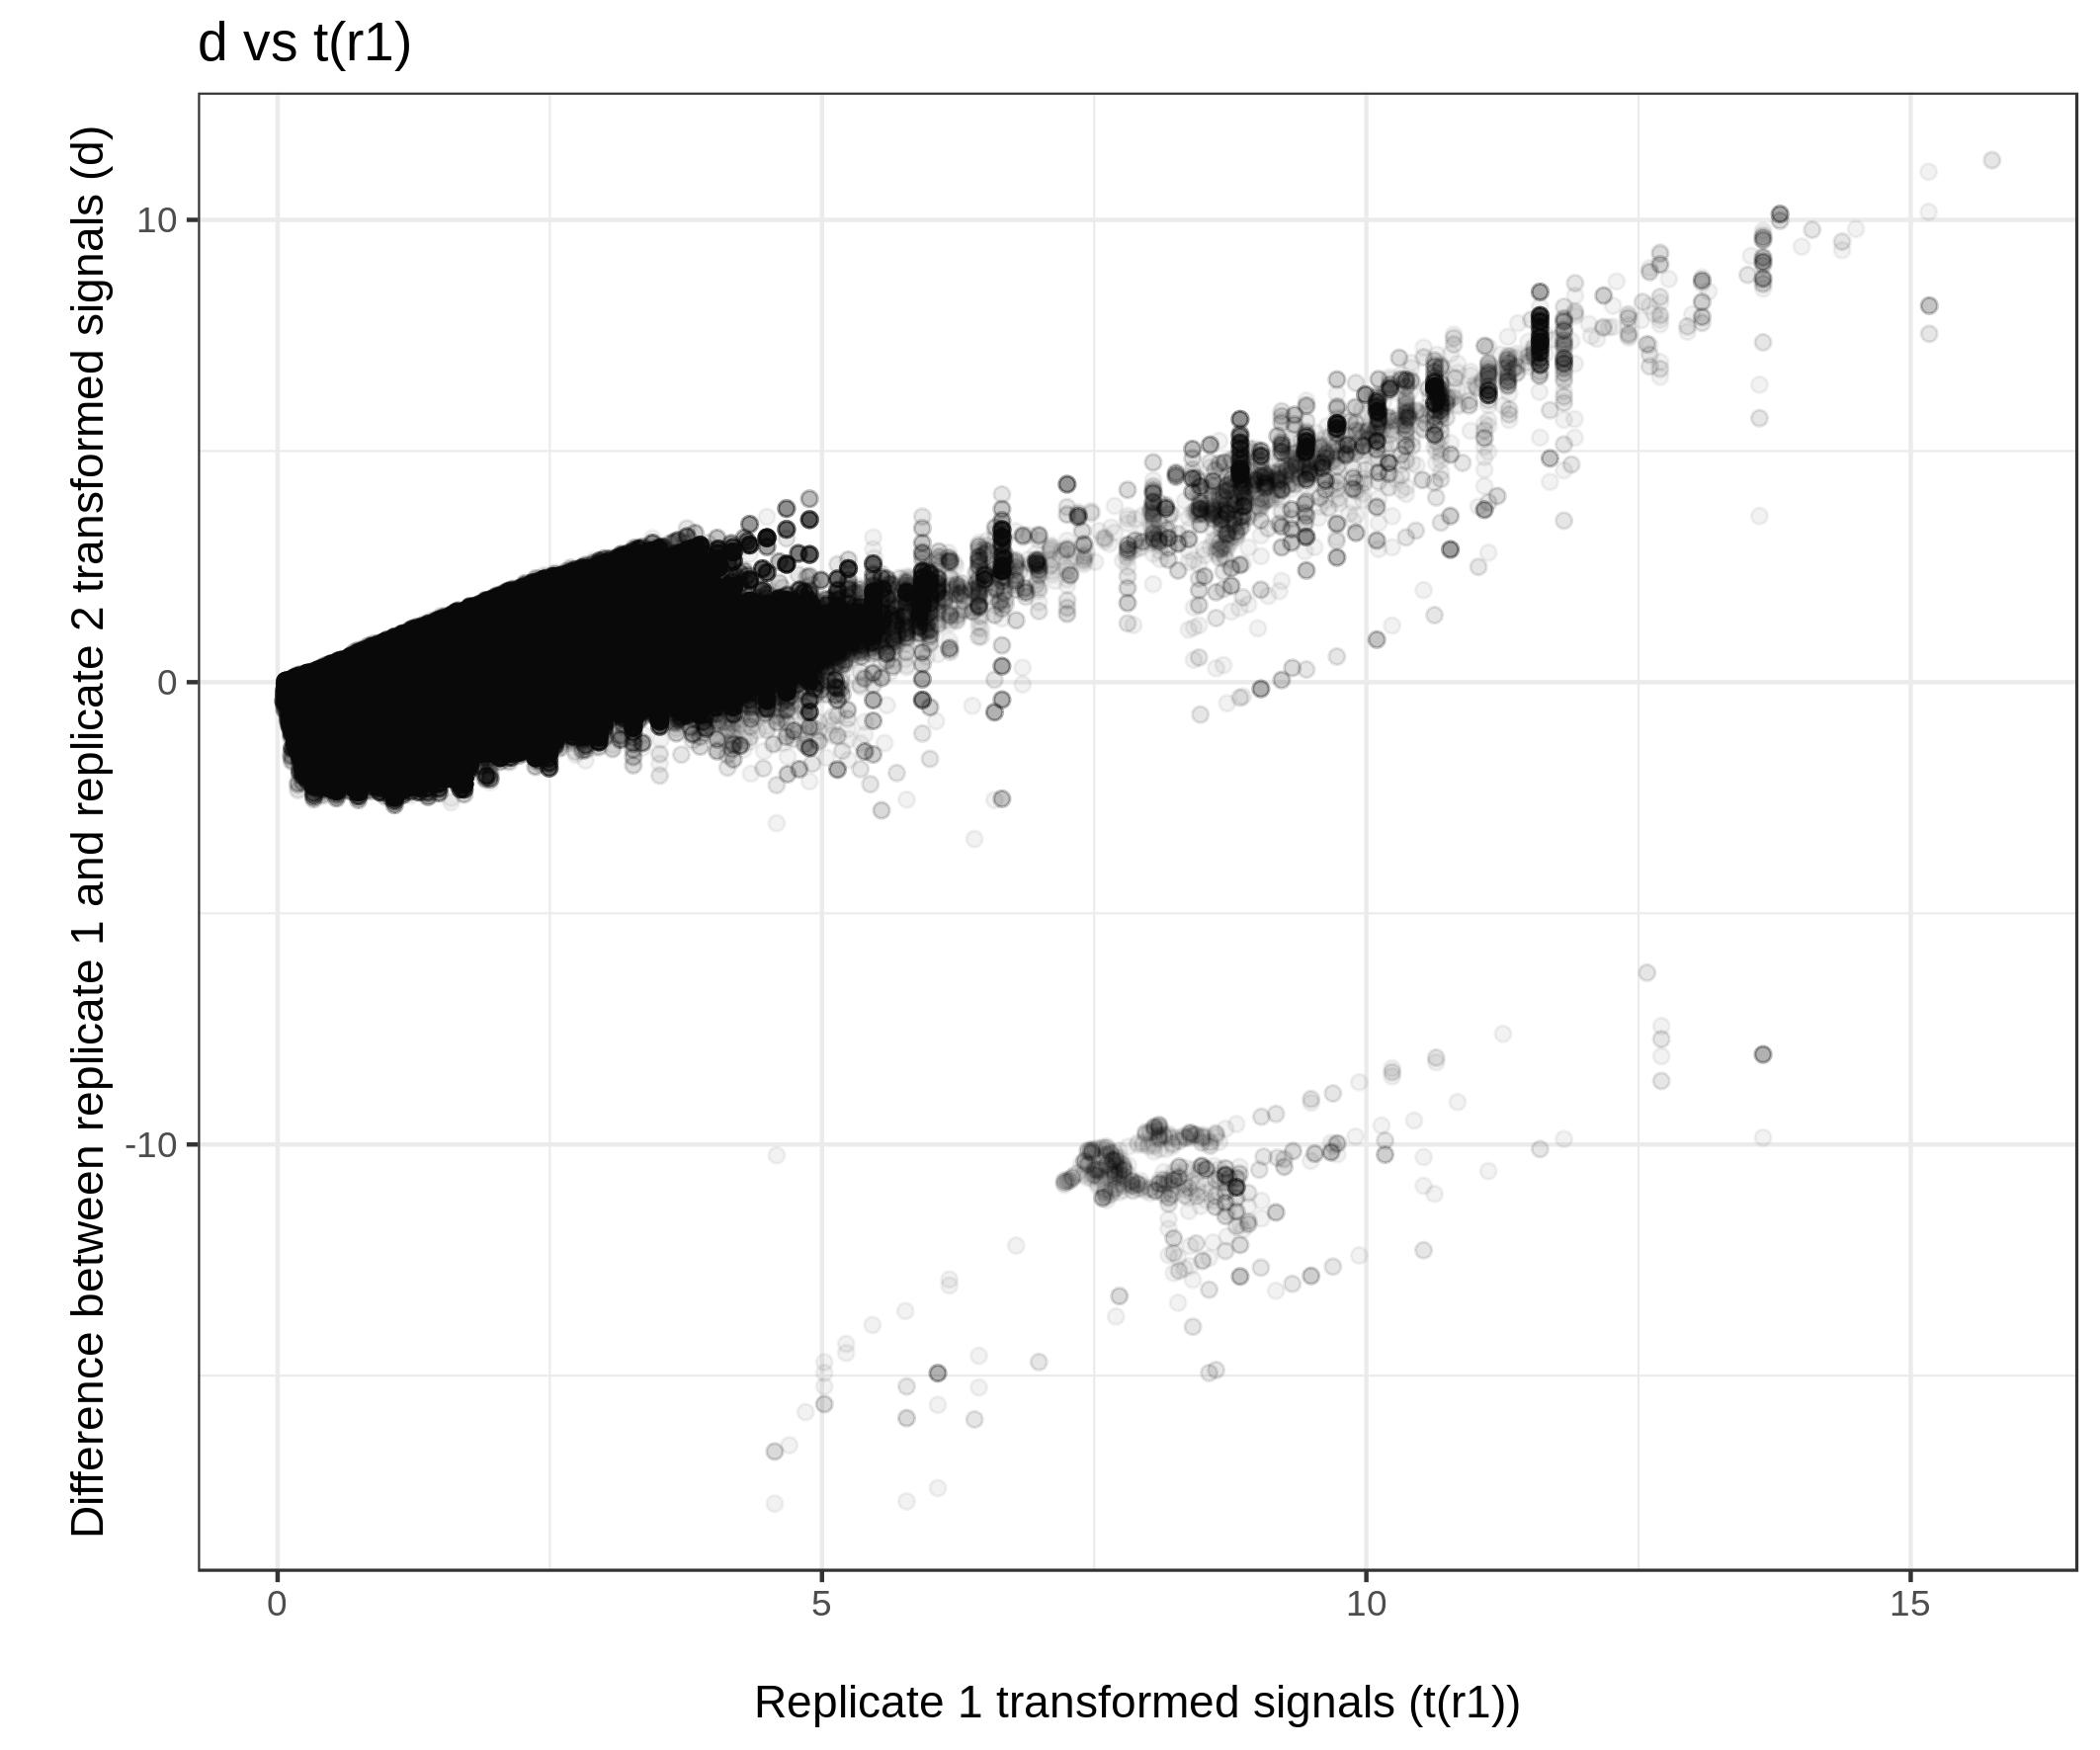 d vs t(r1)
Difference between replicate 1 and replicate 2 transformed signals (d)
10
0
-10
0
5
10
15
Replicate 1 transformed signals (t(r1))